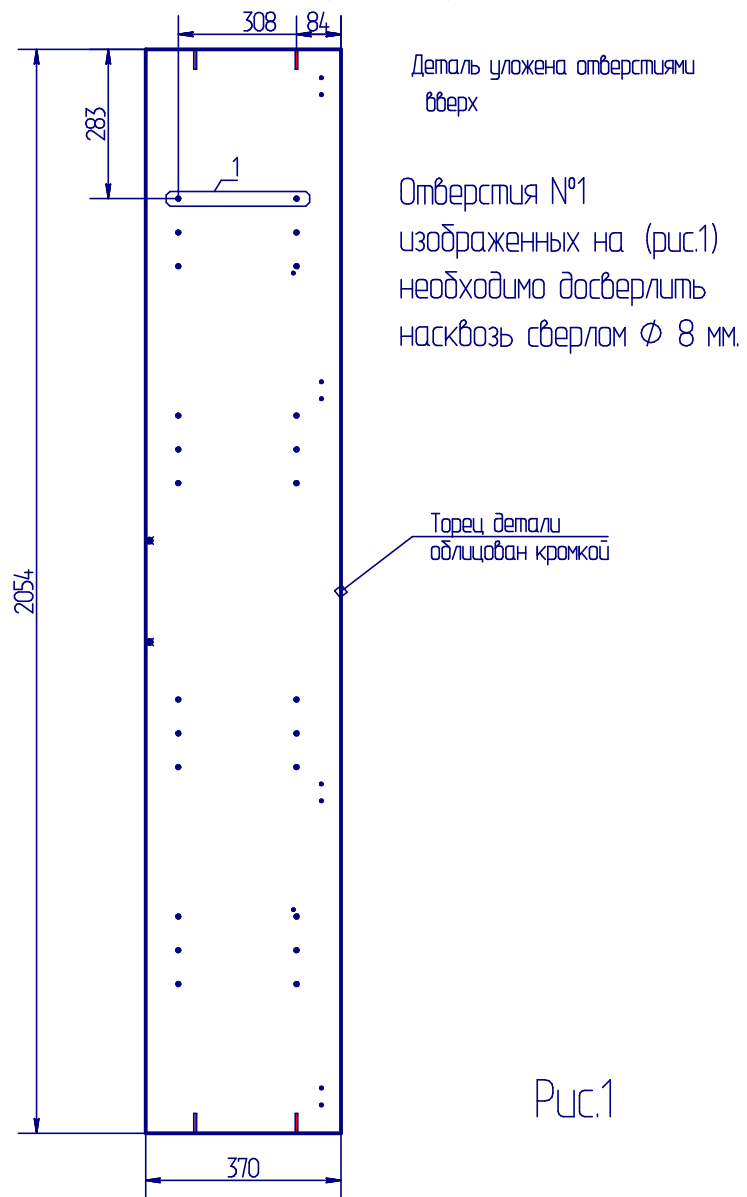 308
84
Деталь уложена отверстиями
вверх
283
1
Отверстия №1
изображенных на (рис.1)
необходимо досверлить
насквозь сверлом Ф 8 мм.
Торец детали
облицован кромкой
2054
Рис.1
370